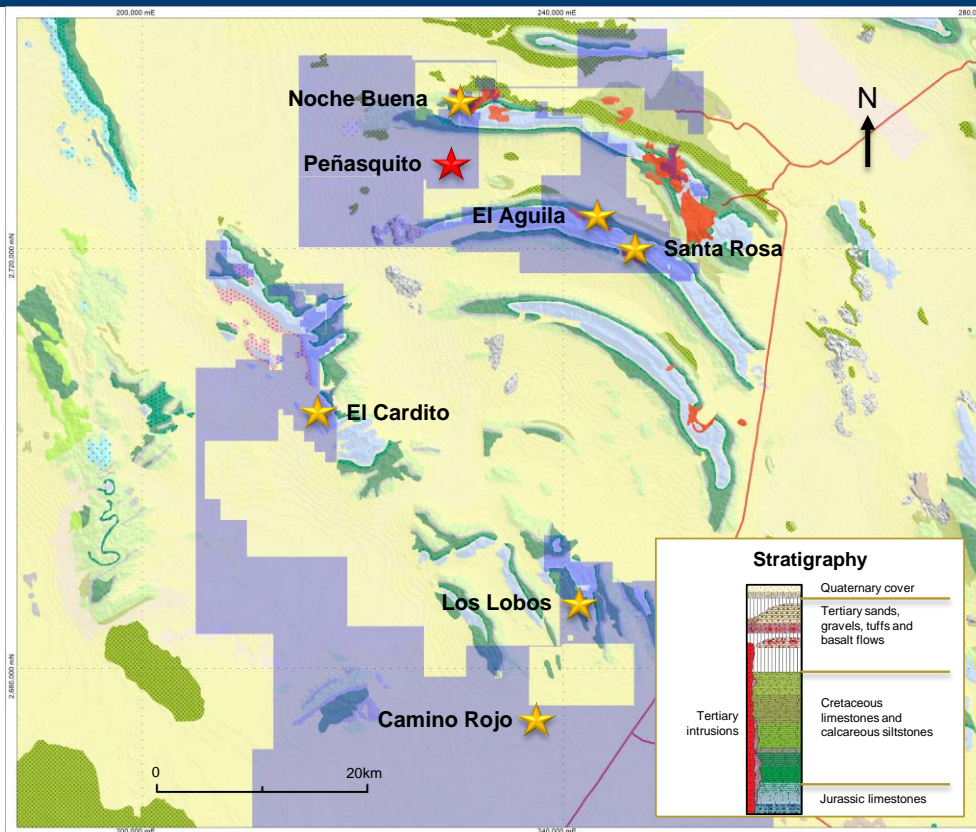 200,000 mE
240,000 mE
280,0
Noche Buena
N
Peñasquito
El Aguila
Santa Rosa
2,720,000 mN
El Cardito
Los Lobos
2,680,000 mN
Camino Rojo
0
20km
Stratigraphy
Quaternary cover
Tertiary sands,
gravels, tuffs and
basalt flows
Tertiary
intrusions
Cretaceous
limestones and
calcareous siltstones
Jurassic limestones
200,000 mE
240,000 mE